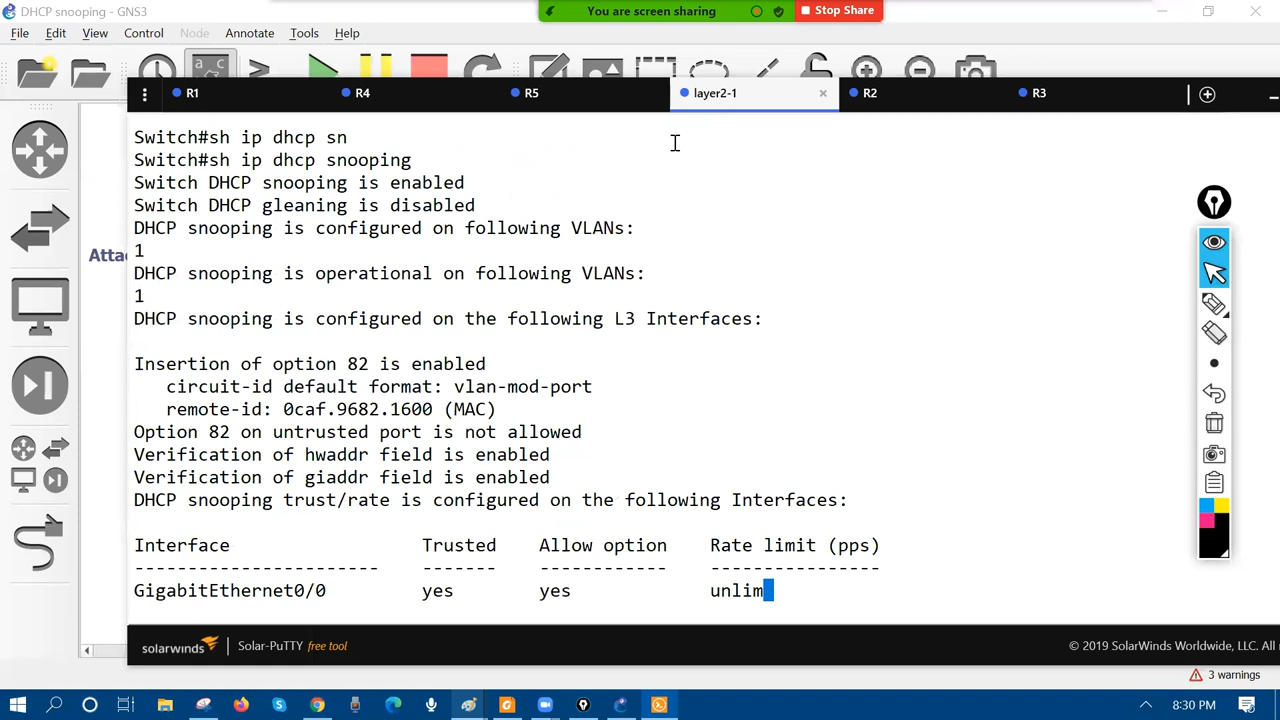 DHCP snooping - GNS3
You are screen sharing
Stop Share
File Edit View Control Node Annotate Tools Help
R1 R4 R5 layer2-1 R2 R3
Switch#sh ip dhcp sn
Switch#sh ip dhcp snooping
Switch DHCP snooping is enabled
Switch DHCP gleaning is disabled
DHCP snooping is configured on following VLANs:
1
DHCP snooping is operational on following VLANs:
1
DHCP snooping is configured on the following L3 Interfaces:
Insertion of option 82 is enabled
circuit-id default format: vlan-mod-port
remote-id: 0caf.9682.1600 (MAC)
Option 82 on untrusted port is not allowed
Verification of hwaddr field is enabled
Verification of giaddr field is enabled
DHCP snooping trust/rate is configured on the following Interfaces:
Interface Trusted Allow option Rate limit (pps)
----------------------- ------- ------------ ----------------
GigabitEthernet0/0 yes yes unlim
Attac
solarwinds Solar-PuTTY free tool © 2019 SolarWinds Worldwide, LLC. All
3 warnings
8:30 PM